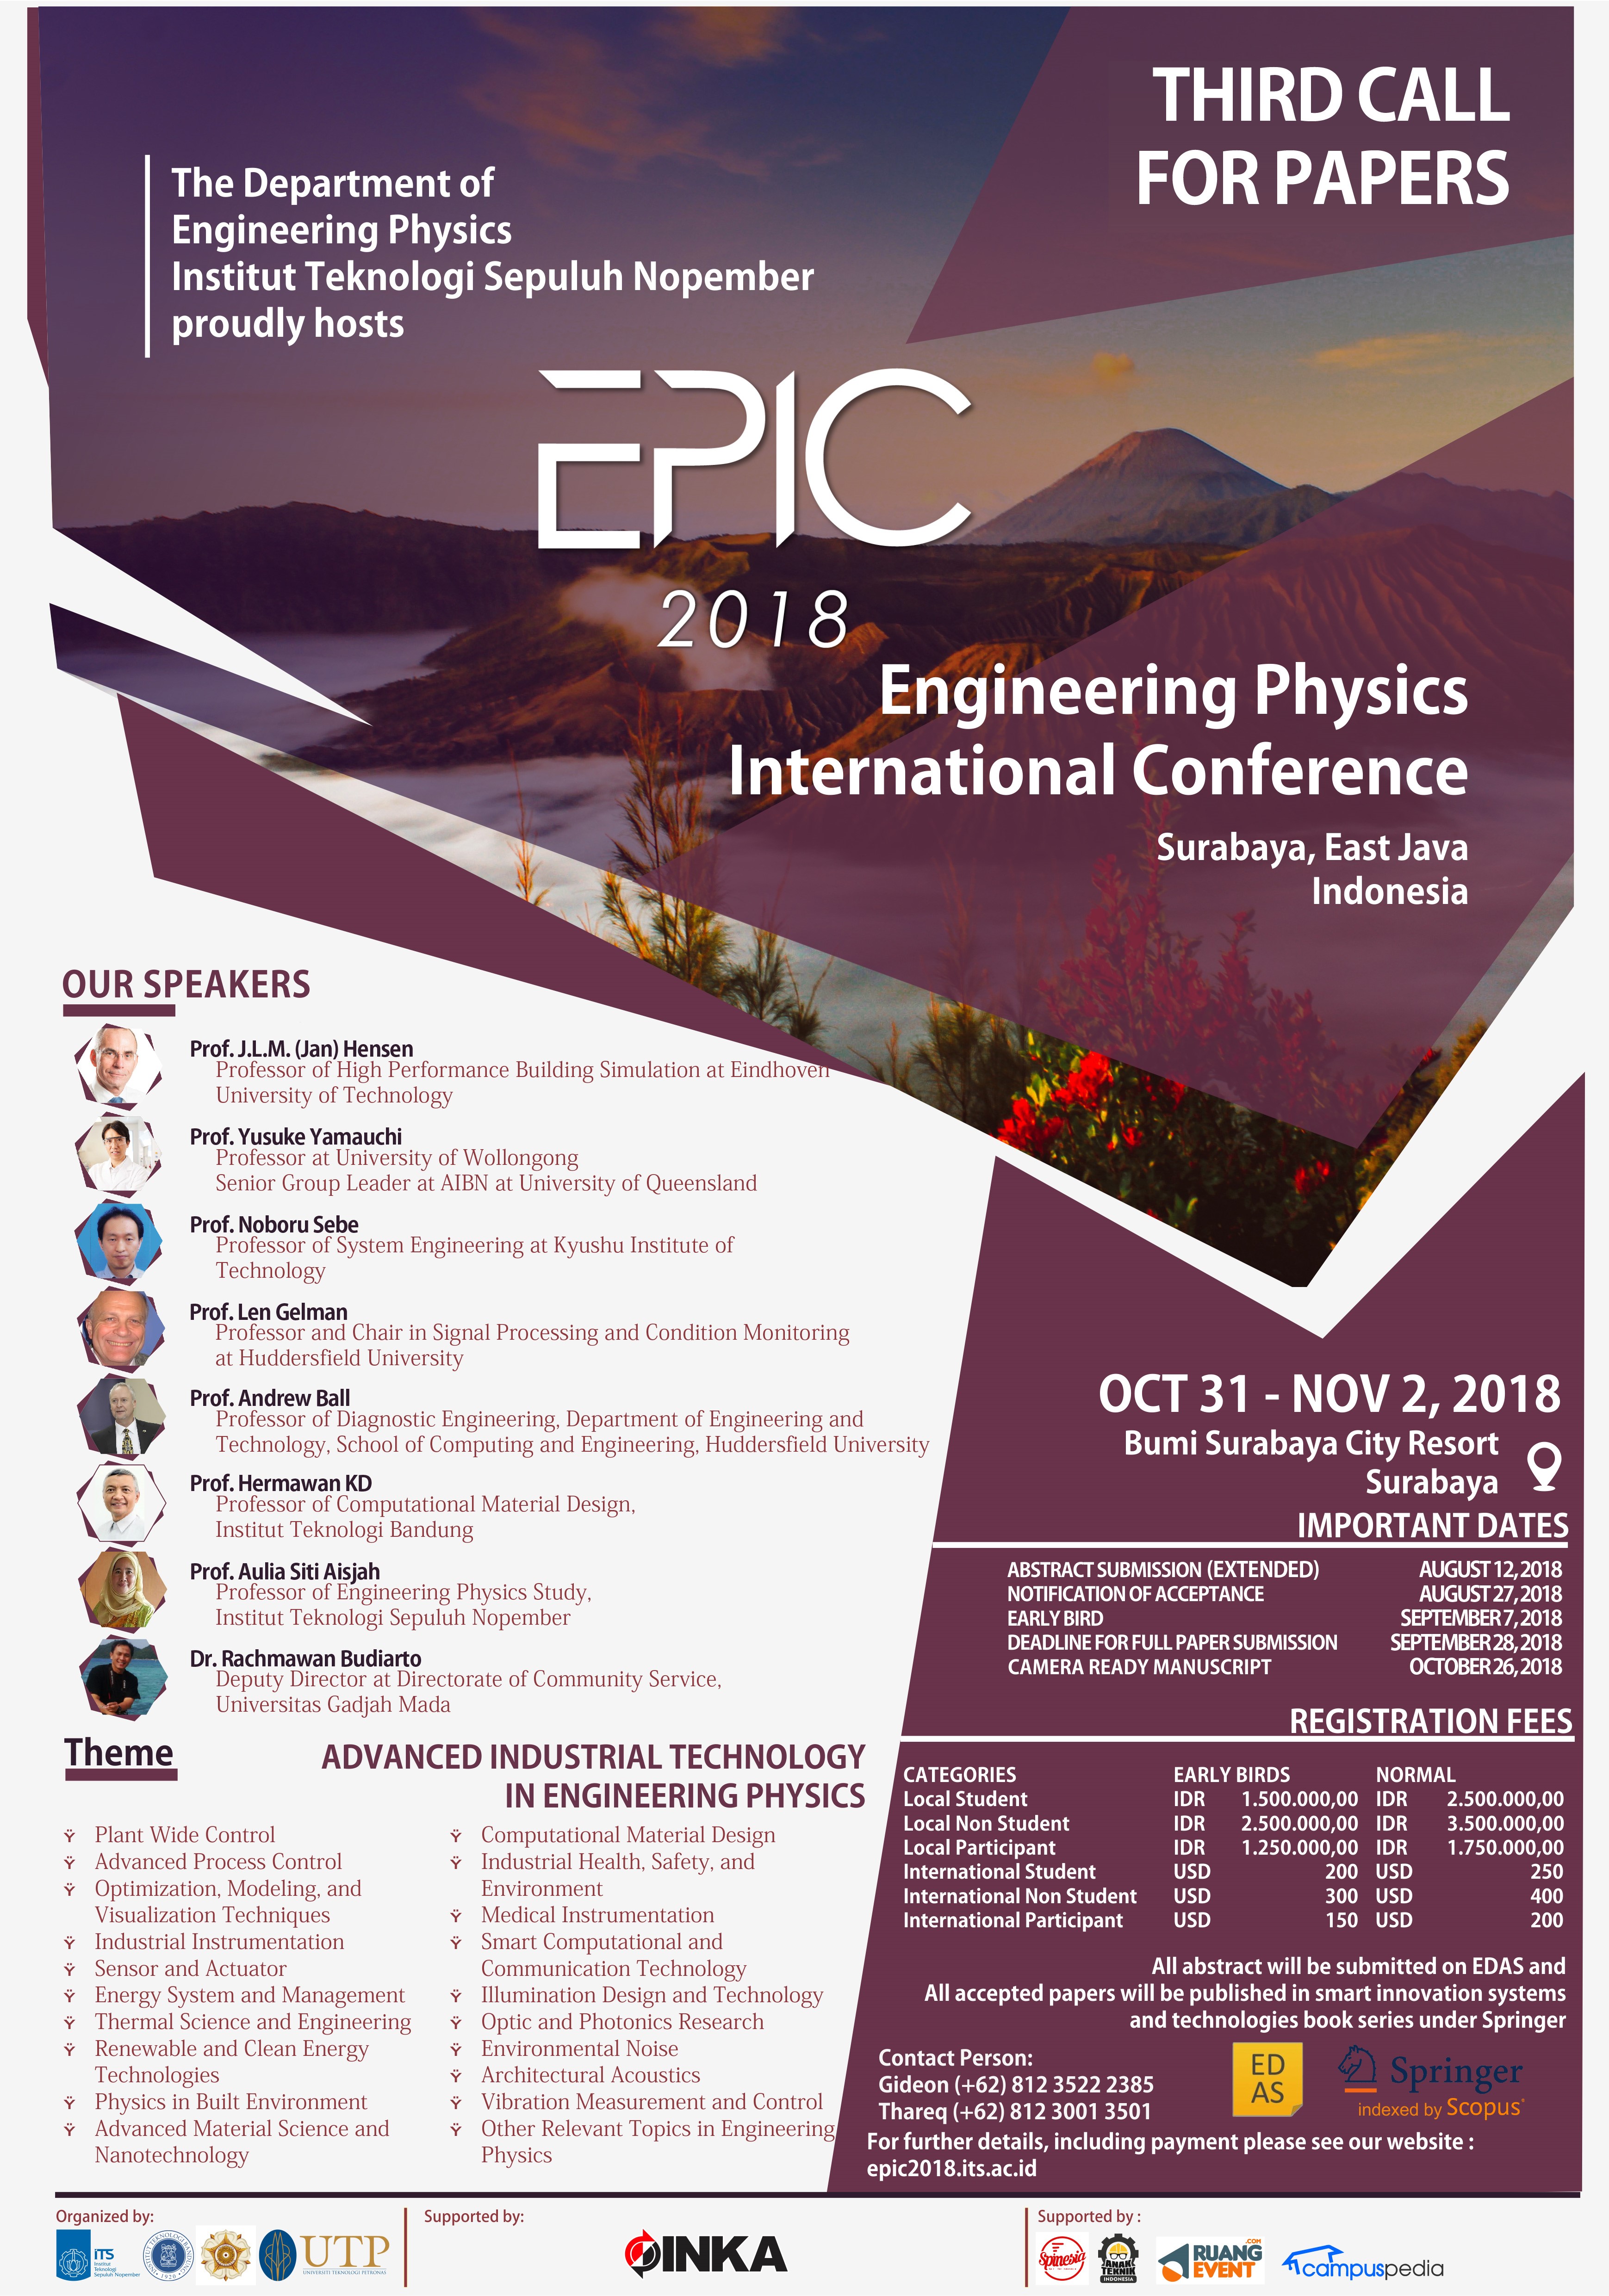 THIRD CALL
FOR PAPERS
The Department of
Engineering Physics
Institut Teknologi Sepuluh Nopember
proudly hosts
EPIC
2018
Engineering Physics
International Conference
Surabaya, East Java
Indonesia
OUR SPEAKERS
Prof. J.L.M. (Jan) Hensen
Professor of High Performance Building Simulation at Eindhoven
University of Technology
Prof. Yusuke Yamauchi
Professor at University of Wollongong
Senior Group Leader at AIBN at University of Queensland
Prof. Noboru Sebe
Professor of System Engineering at Kyushu Institute of
Technology
Prof. Len Gelman
Professor and Chair in Signal Processing and Condition Monitoring
at Huddersfield University
Prof. Andrew Ball
Professor of Diagnostic Engineering, Department of Engineering and
Technology, School of Computing and Engineering, Huddersfield University
Prof. Hermawan KD
Professor of Computational Material Design,
Institut Teknologi Bandung
Prof. Aulia Siti Aisjah
Professor of Engineering Physics Study,
Institut Teknologi Sepuluh Nopember
Dr. Rachmawan Budiarto
Deputy Director at Directorate of Community Service,
Universitas Gadjah Mada
Theme
ADVANCED INDUSTRIAL TECHNOLOGY
IN ENGINEERING PHYSICS
Ÿ Plant Wide Control
Ÿ Advanced Process Control
Ÿ Optimization, Modeling, and
Visualization Techniques
Ÿ Industrial Instrumentation
Ÿ Sensor and Actuator
Ÿ Energy System and Management
Ÿ Thermal Science and Engineering
Ÿ Renewable and Clean Energy
Technologies
Ÿ Physics in Built Environment
Ÿ Advanced Material Science and
Nanotechnology
Ÿ Computational Material Design
Ÿ Industrial Health, Safety, and
Environment
Ÿ Medical Instrumentation
Ÿ Smart Computational and
Communication Technology
Ÿ Illumination Design and Technology
Ÿ Optic and Photonics Research
Ÿ Environmental Noise
Ÿ Architectural Acoustics
Ÿ Vibration Measurement and Control
Ÿ Other Relevant Topics in Engineering
Physics
OCT 31 - NOV 2, 2018
Bumi Surabaya City Resort
Surabaya
IMPORTANT DATES
ABSTRACT SUBMISSION (EXTENDED) AUGUST 12, 2018
NOTIFICATION OF ACCEPTANCE AUGUST 27, 2018
EARLY BIRD SEPTEMBER 7, 2018
DEADLINE FOR FULL PAPER SUBMISSION SEPTEMBER 28, 2018
CAMERA READY MANUSCRIPT OCTOBER 26, 2018
REGISTRATION FEES
CATEGORIES EARLY BIRDS NORMAL
Local Student IDR 1.500.000,00 IDR 2.500.000,00
Local Non Student IDR 2.500.000,00 IDR 3.500.000,00
Local Participant IDR 1.250.000,00 IDR 1.750.000,00
International Student USD 200 USD 250
International Non Student USD 300 USD 400
International Participant USD 150 USD 200
All abstract will be submitted on EDAS and
All accepted papers will be published in smart innovation systems
and technologies book series under Springer
Contact Person:
Gideon (+62) 812 3522 2385
Thareq (+62) 812 3001 3501
ED
AS
Springer
indexed by Scopus®
For further details, including payment please see our website :
epic2018.its.ac.id
Organized by:
ITS
Institut
Teknologi
Sepuluh Nopember
INSTITUT TEKNOLOGI BANDUNG
1920
UTP
UNIVERSITI TEKNOLOGI PETRONAS
Supported by:
INKA
Supported by :
Spinesia
ANAK
TEKNIK
INDONESIA
RUANG
EVENT
.COM
campuspedia